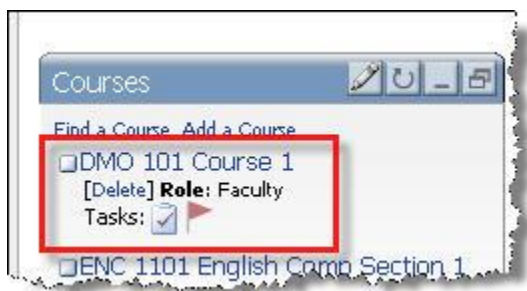 Courses
Find a Course Add a Course
DMO 101 Course 1
[Delete] Role: Faculty
Tasks:
ENC 1101 English Comp Section 1